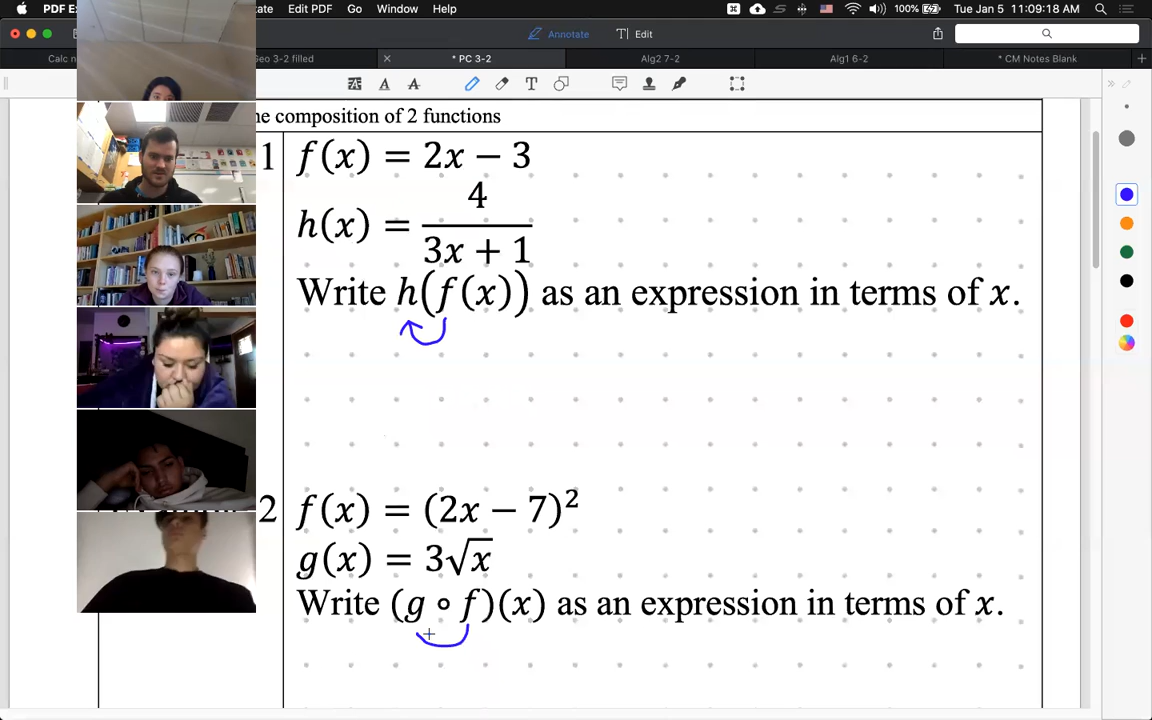 PDF E
tate
Edit PDF
Go
Window
Help
100%
Tue Jan 5 11:09:18 AM
Annotate
Edit
Calc n
Geo 3-2 filled
* PC 3-2
Alg2 7-2
Alg1 6-2
* CM Notes Blank
he composition of 2 functions
1
f(x) = 2x − 3
h(x) = 4/(3x + 1)
Write h(f(x)) as an expression in terms of x.
2
f(x) = (2x − 7)²
g(x) = 3√x
Write (g ∘ f)(x) as an expression in terms of x.